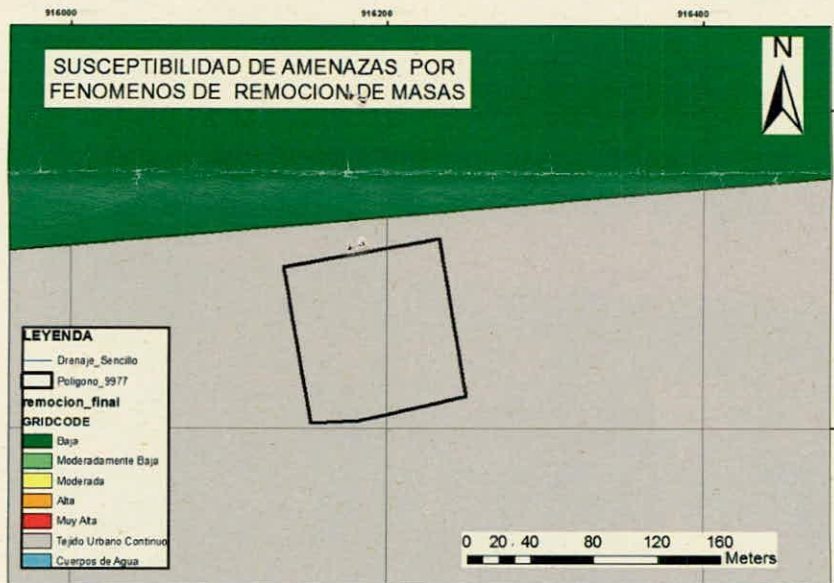 916000 916200 916400
SUSCEPTIBILIDAD DE AMENAZAS POR
FENOMENOS DE REMOCION DE MASAS
N
LEYENDA
Drenaje_Sencillo
Poligono_9977
remocion_final
GRIDCODE
Baja
Moderadamente Baja
Moderada
Alta
Muy Alta
Tejido Urbano Continuo
Cuerpos de Agua
0 20 40 80 120 160
Meters